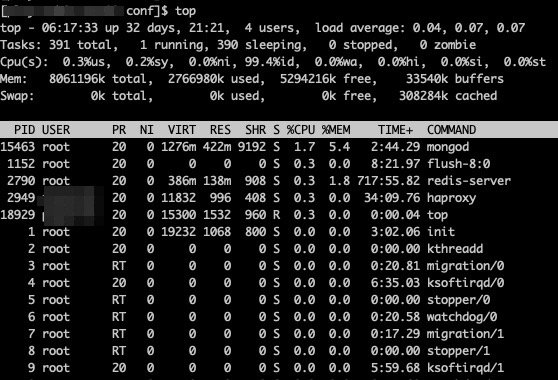 [ conf]$ top
top - 06:17:33 up 32 days, 21:21, 4 users, load average: 0.04, 0.07, 0.07
Tasks: 391 total, 1 running, 390 sleeping, 0 stopped, 0 zombie
Cpu(s): 0.3%us, 0.2%sy, 0.0%ni, 99.4%id, 0.0%wa, 0.0%hi, 0.0%si, 0.0%st
Mem: 8061196k total, 2766980k used, 5294216k free, 33540k buffers
Swap: 0k total, 0k used, 0k free, 308284k cached
PID USER PR NI VIRT RES SHR S %CPU %MEM TIME+ COMMAND
15463 root 20 0 1276m 422m 9192 S 1.7 5.4 2:44.29 mongod
1152 root 20 0 0 0 0 S 0.3 0.0 8:21.97 flush-8:0
2790 root 20 0 386m 138m 908 S 0.3 1.8 717:55.82 redis-server
2949 20 0 11832 996 408 S 0.3 0.0 34:09.76 haproxy
18929 20 0 15300 1532 960 R 0.3 0.0 0:00.04 top
1 root 20 0 19232 1068 800 S 0.0 0.0 3:02.06 init
2 root 20 0 0 0 0 S 0.0 0.0 0:00.00 kthreadd
3 root RT 0 0 0 0 S 0.0 0.0 0:20.81 migration/0
4 root 20 0 0 0 0 S 0.0 0.0 6:35.03 ksoftirqd/0
5 root RT 0 0 0 0 S 0.0 0.0 0:00.00 stopper/0
6 root RT 0 0 0 0 S 0.0 0.0 0:20.58 watchdog/0
7 root RT 0 0 0 0 S 0.0 0.0 0:17.29 migration/1
8 root RT 0 0 0 0 S 0.0 0.0 0:00.00 stopper/1
9 root 20 0 0 0 0 S 0.0 0.0 5:59.68 ksoftirqd/1